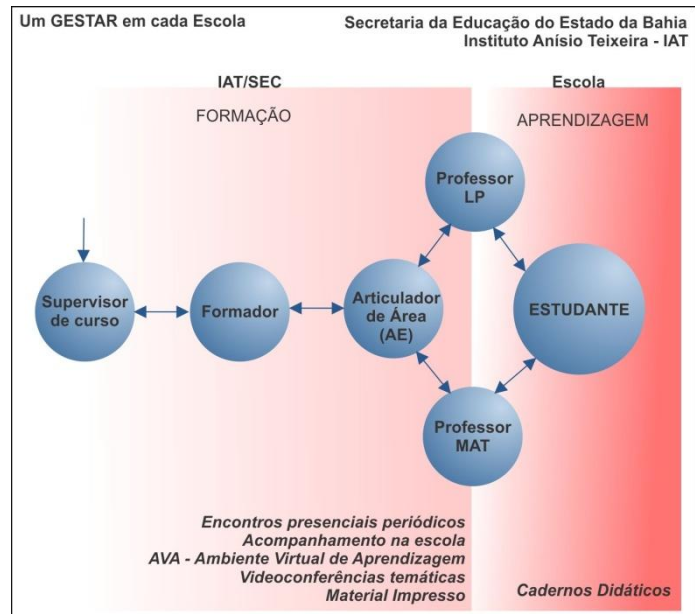 Um GESTAR em cada Escola
Secretaria da Educação do Estado da Bahia
Instituto Anísio Teixeira - IAT
IAT/SEC
FORMAÇÃO
Escola
APRENDIZAGEM
Professor
LP
Supervisor
de curso
Formador
Articulador
de Área
(AE)
ESTUDANTE
Professor
MAT
Encontros presenciais periódicos
Acompanhamento na escola
AVA - Ambiente Virtual de Aprendizagem
Videoconferências temáticas
Material Impresso
Cadernos Didáticos